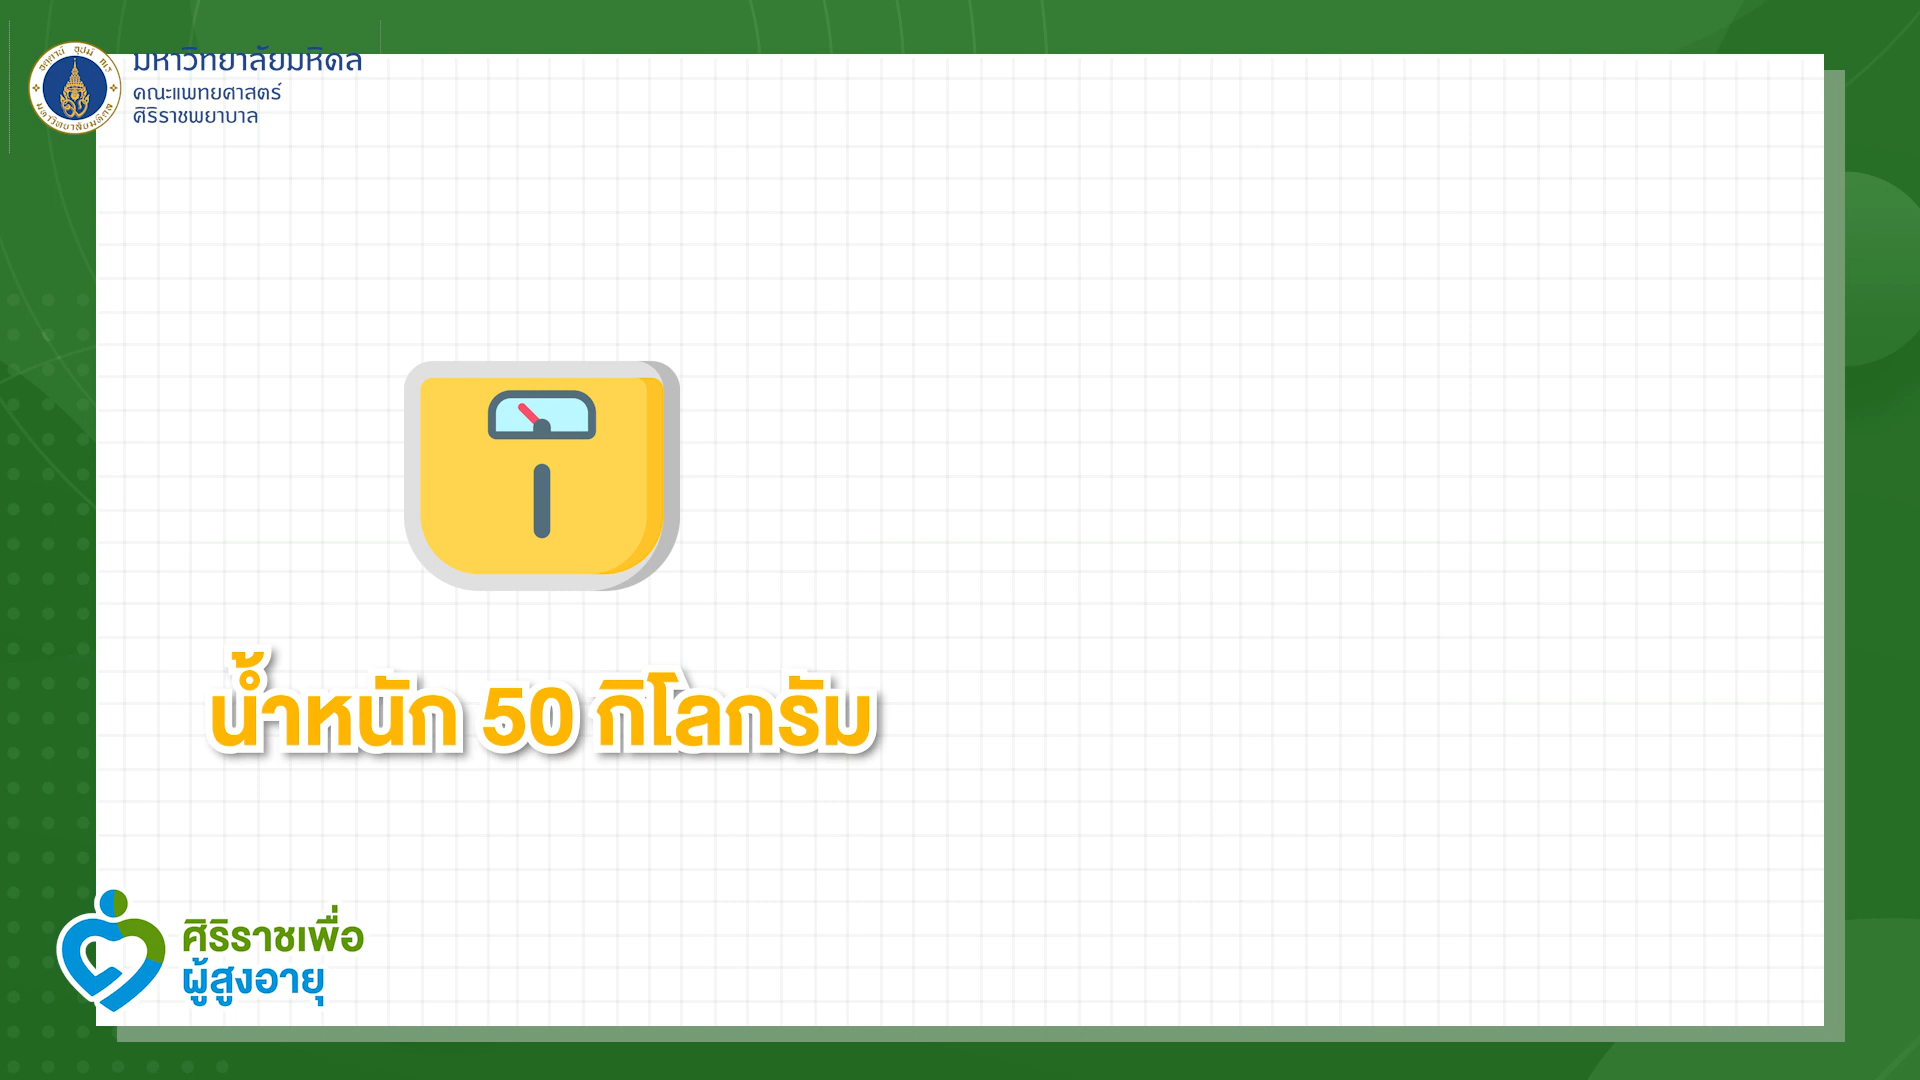 มหาวิทยาลัยมหิดล
คณะแพทยศาสตร์
ศิริราชพยาบาล
น้ำหนัก 50 กิโลกรัม
ศิริราชเพื่อ
ผู้สูงอายุ